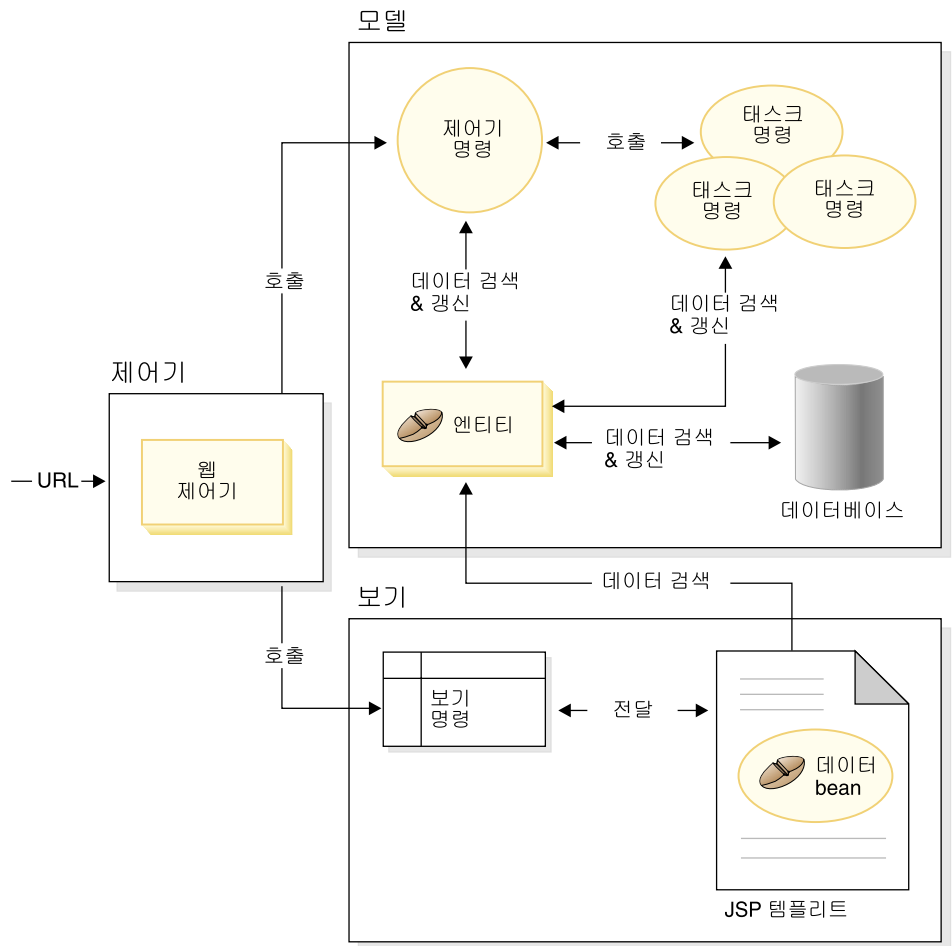 모델
제어기
명령
호출
태스크
명령
태스크
명령
태스크
명령
호출
데이터 검색
& 갱신
데이터 검색
& 갱신
제어기
엔티티
데이터 검색
& 갱신
URL
웹
제어기
데이터베이스
데이터 검색
보기
호출
보기
명령
전달
데이터
bean
JSP 템플리트